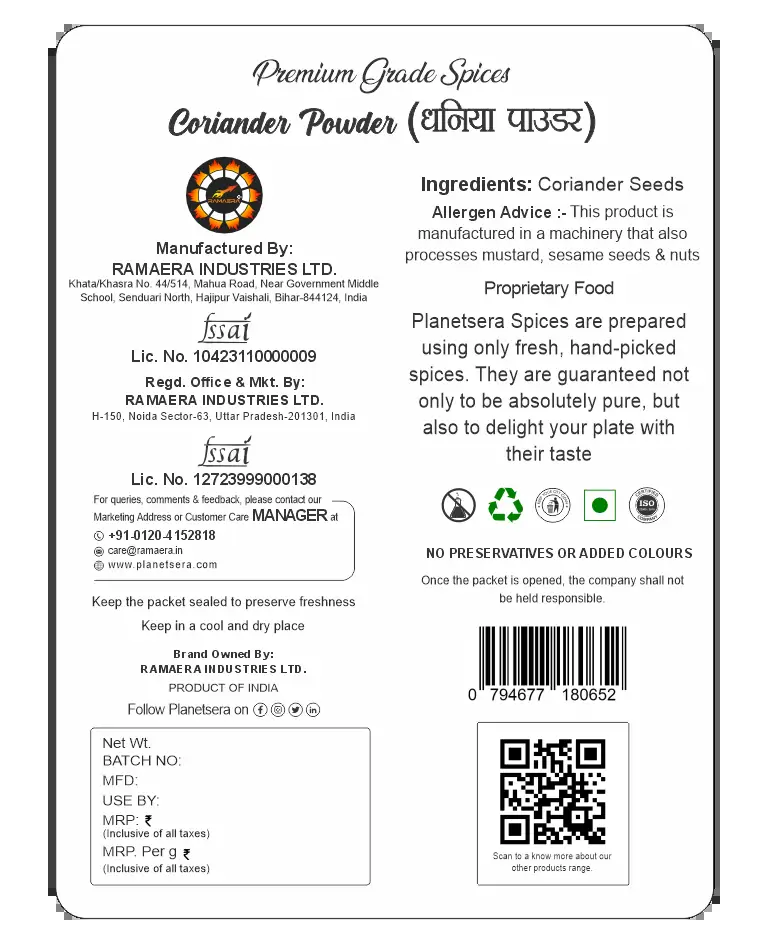 Premium Grade Spices
Coriander Powder (धनिया पाउडर)
RAMAERA
Manufactured By:
RAMAERA INDUSTRIES LTD.
Khata/Khasra No. 44/514, Mahua Road, Near Government Middle
School, Senduari North, Hajipur Vaishali, Bihar-844124, India
fssai
Lic. No. 10423110000009
Regd. Office & Mkt. By:
RAMAERA INDUSTRIES LTD.
H-150, Noida Sector-63, Uttar Pradesh-201301, India
fssai
Lic. No. 12723999000138
For queries, comments & feedback, please contact our
Marketing Address or Customer Care MANAGER at
+91-0120-4152818
care@ramaera.in
www.planetsera.com
Keep the packet sealed to preserve freshness
Keep in a cool and dry place
Brand Owned By:
RAMAERA INDUSTRIES LTD.
PRODUCT OF INDIA
Follow Planetsera on
Net Wt.
BATCH NO:
MFD:
USE BY:
MRP: ₹
(Inclusive of all taxes)
MRP. Per g ₹
(Inclusive of all taxes)
Ingredients: Coriander Seeds
Allergen Advice :- This product is
manufactured in a machinery that also
processes mustard, sesame seeds & nuts
Proprietary Food
Planetsera Spices are prepared
using only fresh, hand-picked
spices. They are guaranteed not
only to be absolutely pure, but
also to delight your plate with
their taste
CERTIFIED
ISO
COMPANY
NO PRESERVATIVES OR ADDED COLOURS
Once the packet is opened, the company shall not
be held responsible.
0 794677 180652
Scan to a know more about our
other products range.